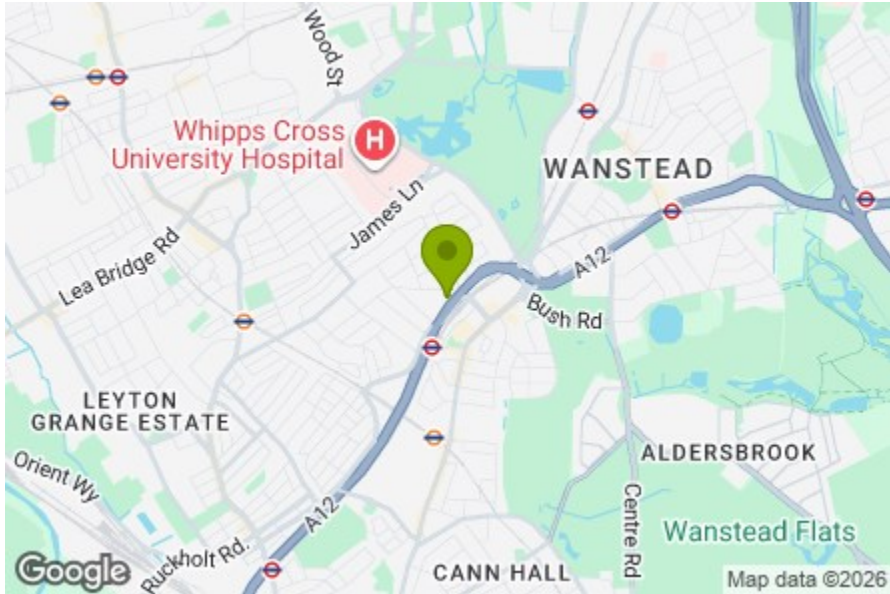 Wood St
Whipps Cross
University Hospital
H
WANSTEAD
James Ln
Lea Bridge Rd
A12
Bush Rd
LEYTON
GRANGE ESTATE
ALDERSBROOK
Orient Wy
A12
Centre Rd
Wanstead Flats
Ruckholt Rd.
CANN HALL
Google
Map data ©2026